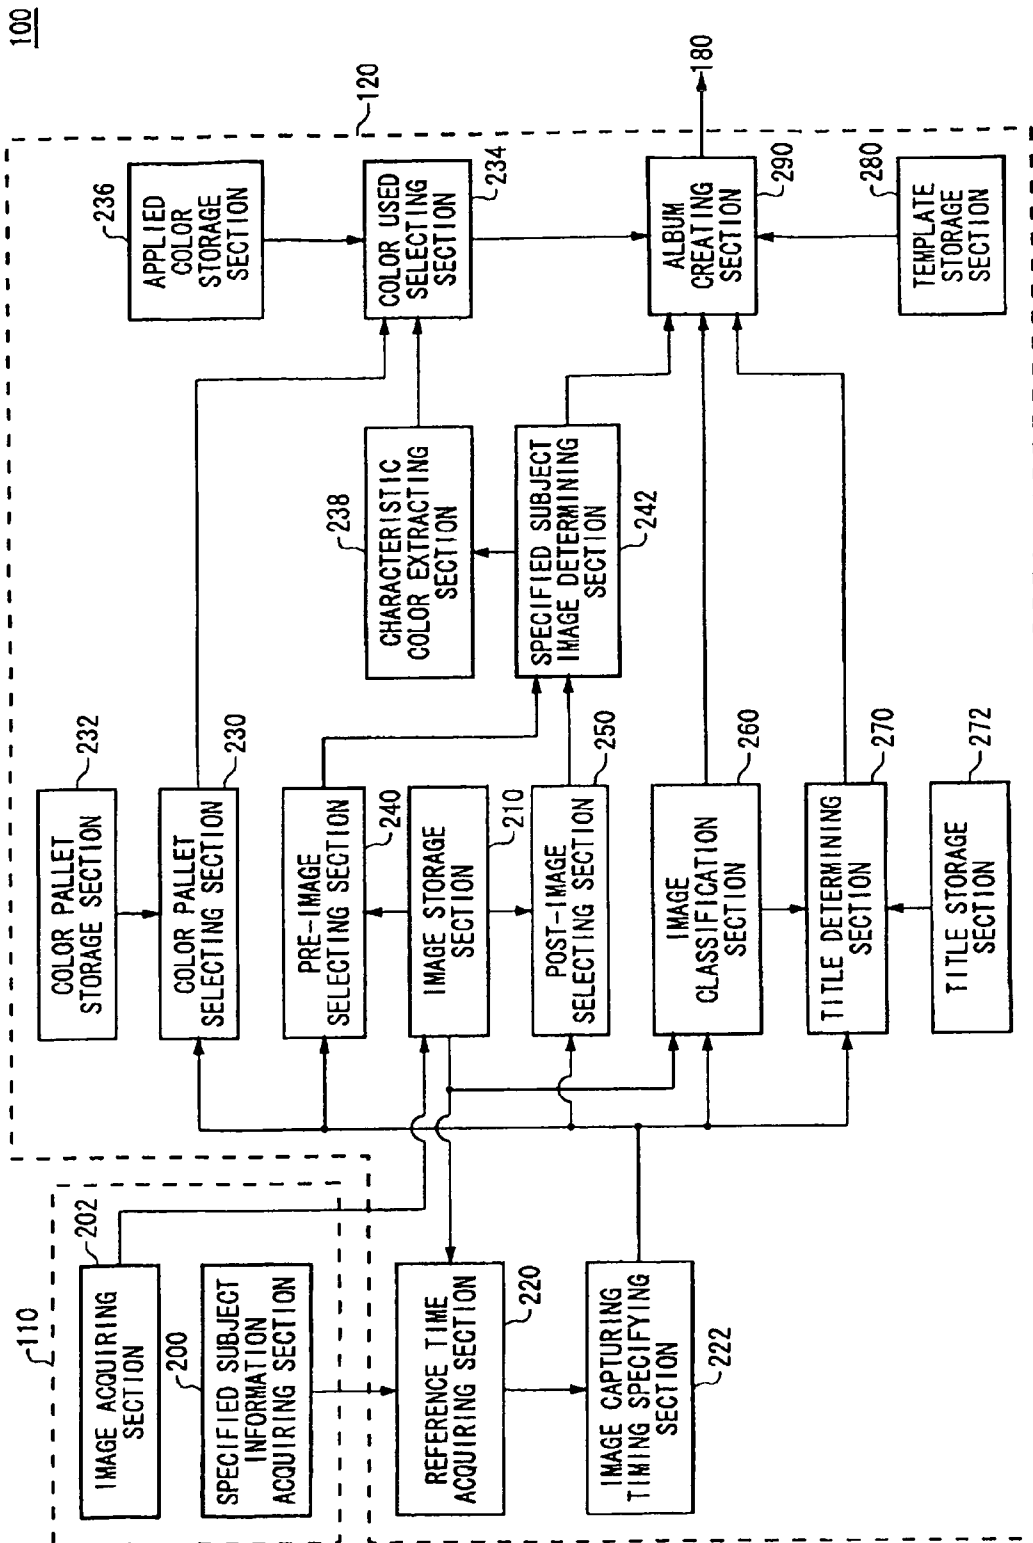 100
110
IMAGE ACQUIRING
SECTION
202
SPECIFIED SUBJECT
INFORMATION
ACQUIRING SECTION
200
REFERENCE TIME
ACQUIRING SECTION
220
IMAGE CAPTURING
TIMING SPECIFYING
SECTION
222
120
COLOR PALLET
STORAGE SECTION
232
COLOR PALLET
SELECTING SECTION
230
PRE-IMAGE
SELECTING SECTION
240
IMAGE STORAGE
SECTION
210
POST-IMAGE
SELECTING SECTION
250
IMAGE
CLASSIFICATION
SECTION
260
TITLE DETERMINING
SECTION
270
TITLE STORAGE
SECTION
272
CHARACTERISTIC
COLOR EXTRACTING
SECTION
238
SPECIFIED SUBJECT
IMAGE DETERMINING
SECTION
242
APPLIED
COLOR
STORAGE
SECTION
236
COLOR USED
SELECTING
SECTION
234
ALBUM
CREATING
SECTION
290
TEMPLATE
STORAGE
SECTION
280
180